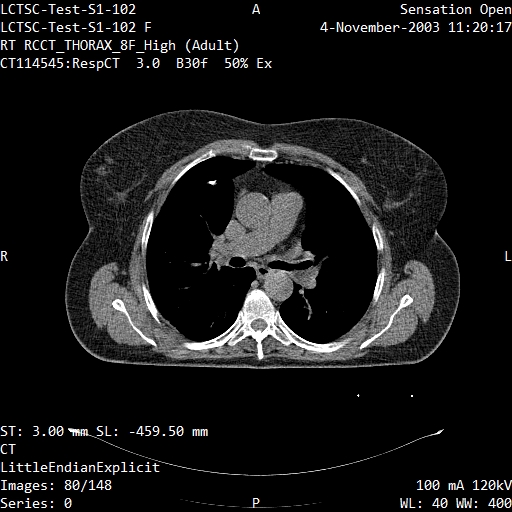 LCTSC-Test-S1-102 A Sensation Open
LCTSC-Test-S1-102 F 4-November-2003 11:20:17
RT RCCT_THORAX_8F_High (Adult)
CT114545:RespCT 3.0 B30f 50% Ex
R L
ST: 3.00 mm SL: -459.50 mm
CT
LittleEndianExplicit
Images: 80/148 100 mA 120kV
Series: 0 P WL: 40 WW: 400